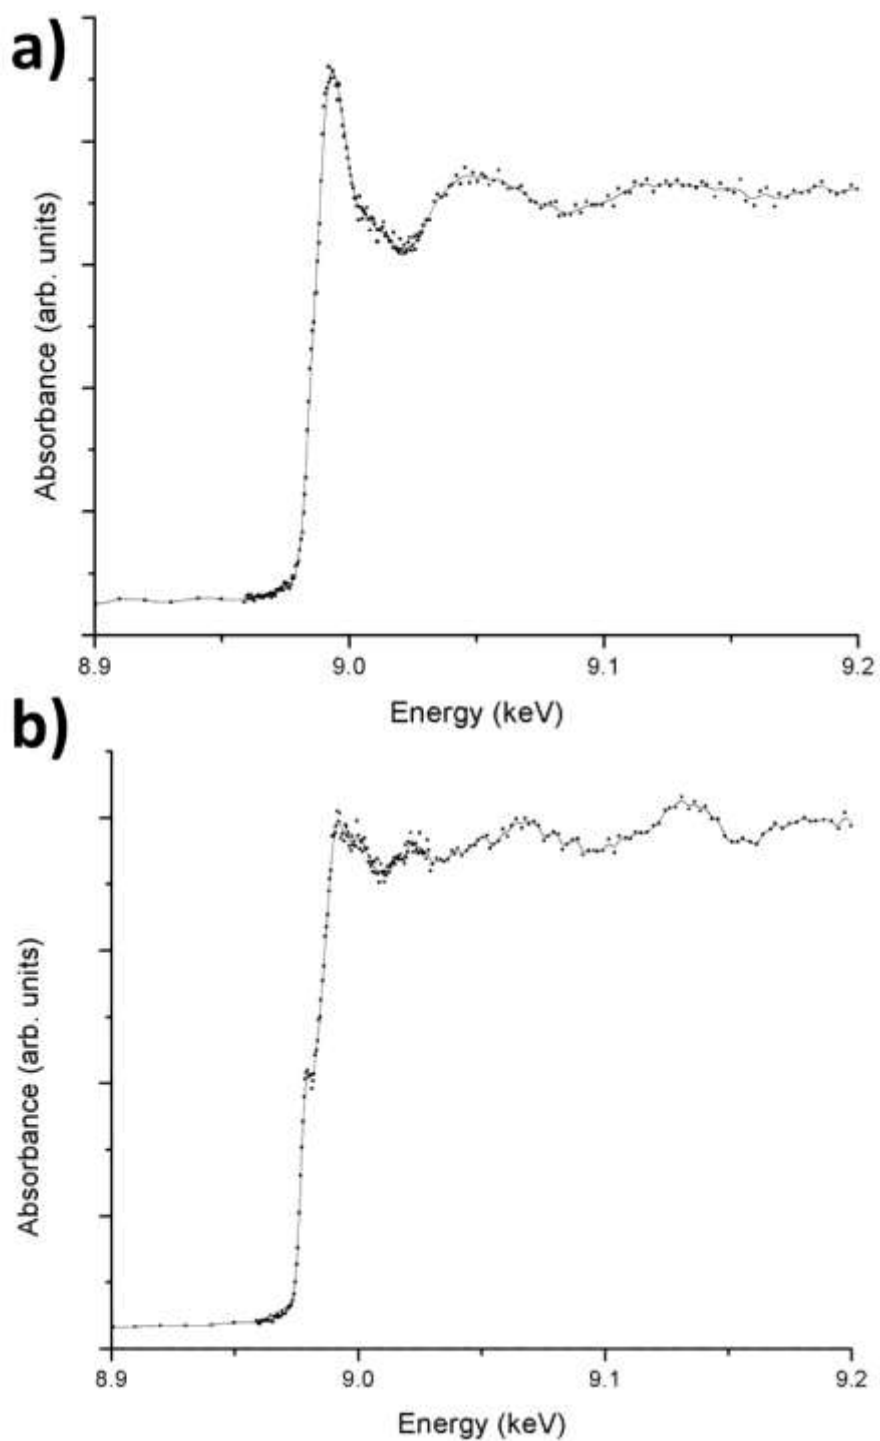 a)
Absorbance (arb. units)
8.9 9.0 9.1 9.2
Energy (keV)
b)
Absorbance (arb. units)
8.9 9.0 9.1 9.2
Energy (keV)